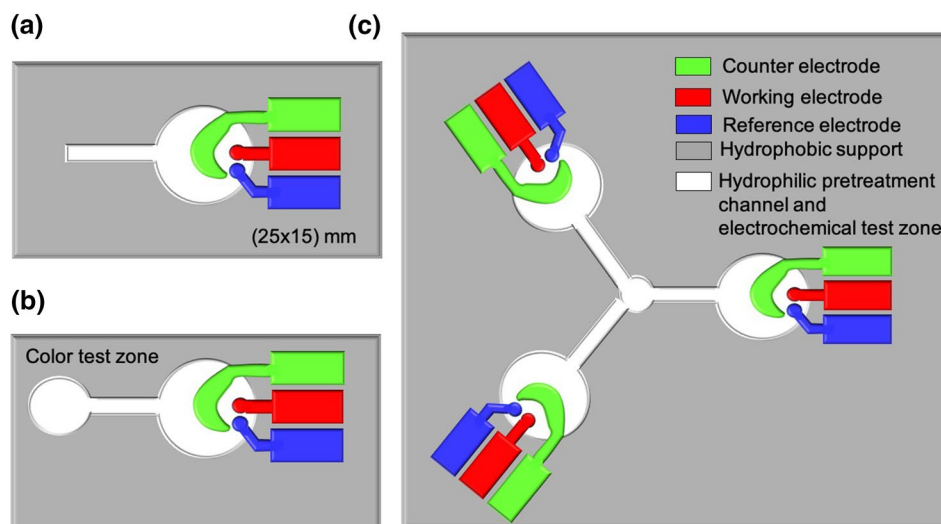 (a)
(25x15) mm
(b)
Color test zone
(c)
Counter electrode
Working electrode
Reference electrode
Hydrophobic support
Hydrophilic pretreatment
channel and
electrochemical test zone